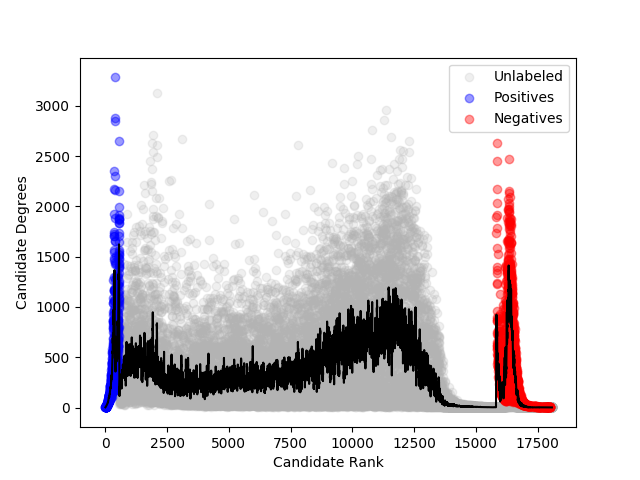 Unlabeled
Positives
Negatives
3000
2500
2000
1500
1000
500
0
Candidate Degrees
0 2500 5000 7500 10000 12500 15000 17500
Candidate Rank